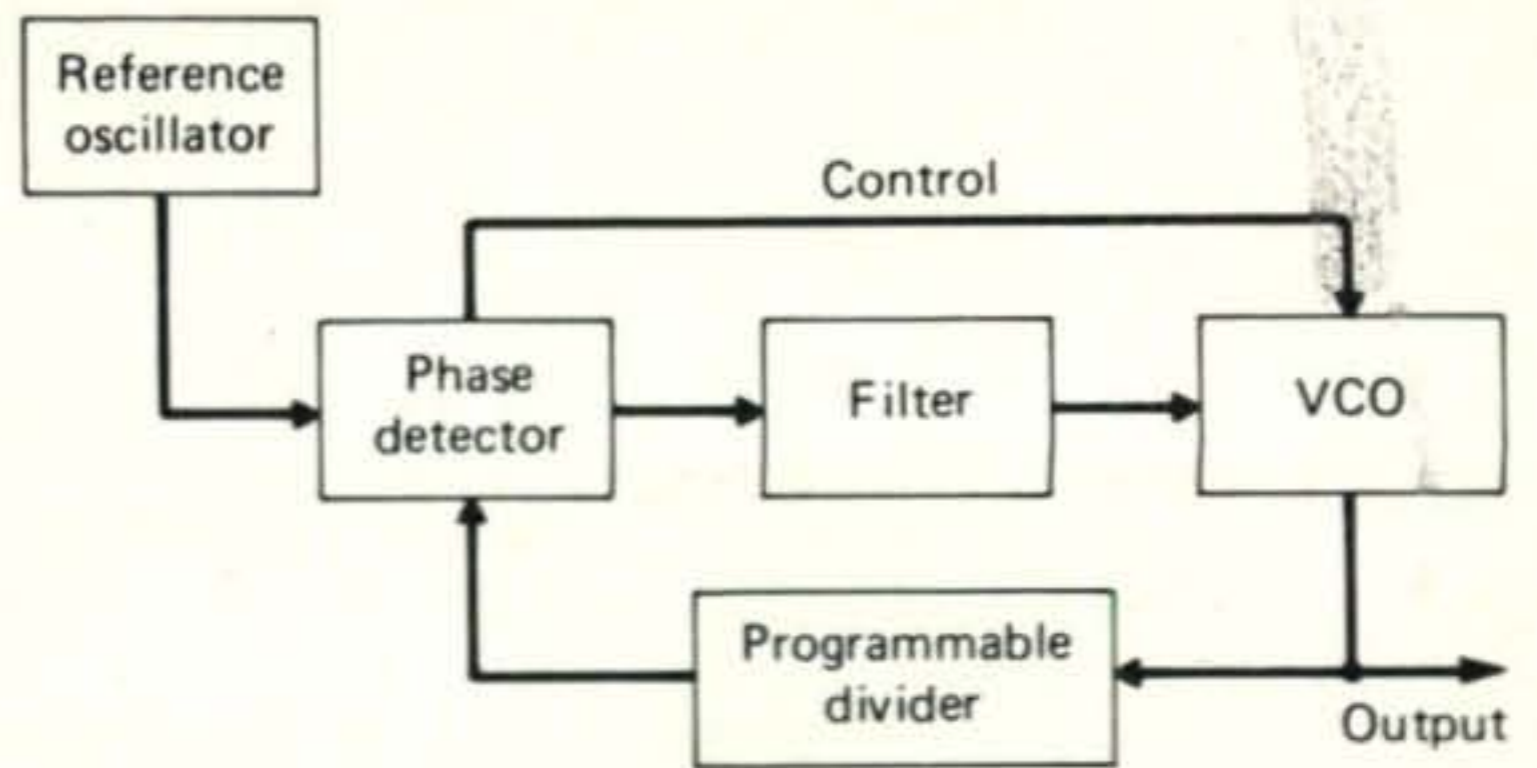 Reference
oscillator
Control
Phase
detector
Filter
VCO
Programmable
divider
Output